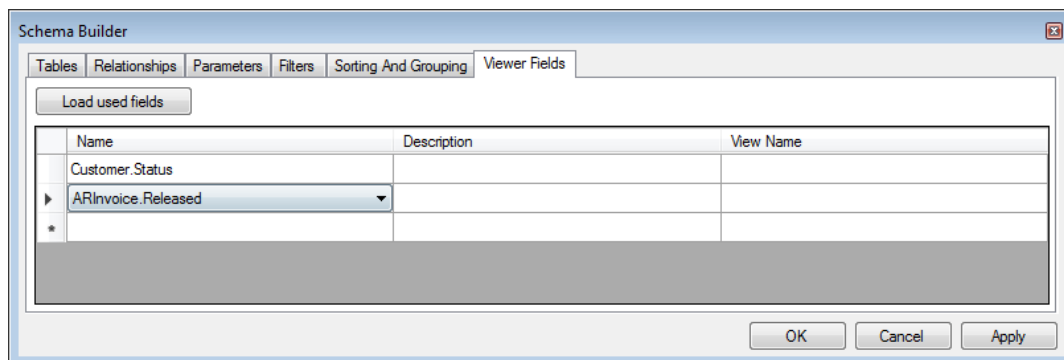 Schema Builder
Tables Relationships Parameters Filters Sorting And Grouping Viewer Fields
Load used fields
Name Description View Name
Customer.Status
ARInvoice.Released
*
OK Cancel Apply